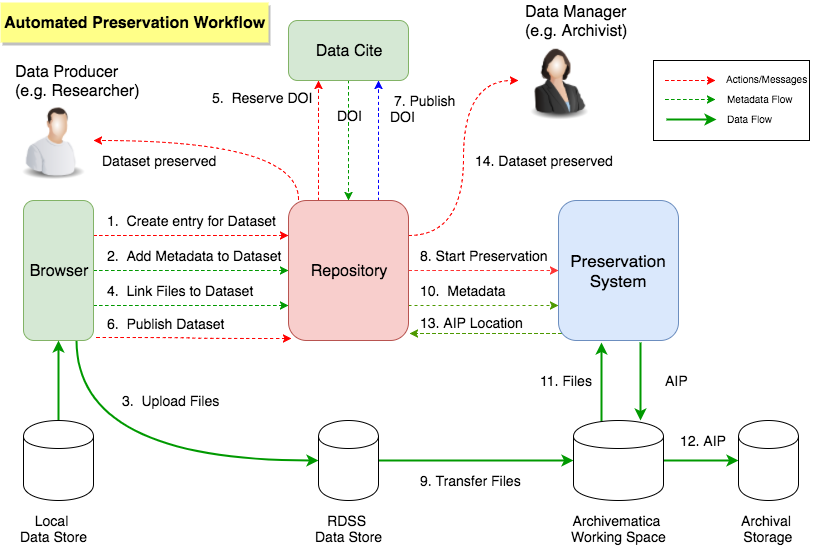 Automated Preservation Workflow
Data Manager
(e.g. Archivist)
Data Cite
Data Producer
(e.g. Researcher)
Actions/Messages
Metadata Flow
Data Flow
5. Reserve DOI
7. Publish
DOI
DOI
Dataset preserved
14. Dataset preserved
1. Create entry for Dataset
2. Add Metadata to Dataset
4. Link Files to Dataset
6. Publish Dataset
Browser
Repository
8. Start Preservation
10. Metadata
13. AIP Location
Preservation
System
3. Upload Files
11. Files
AIP
12. AIP
9. Transfer Files
Local
Data Store
RDSS
Data Store
Archivematica
Working Space
Archival
Storage